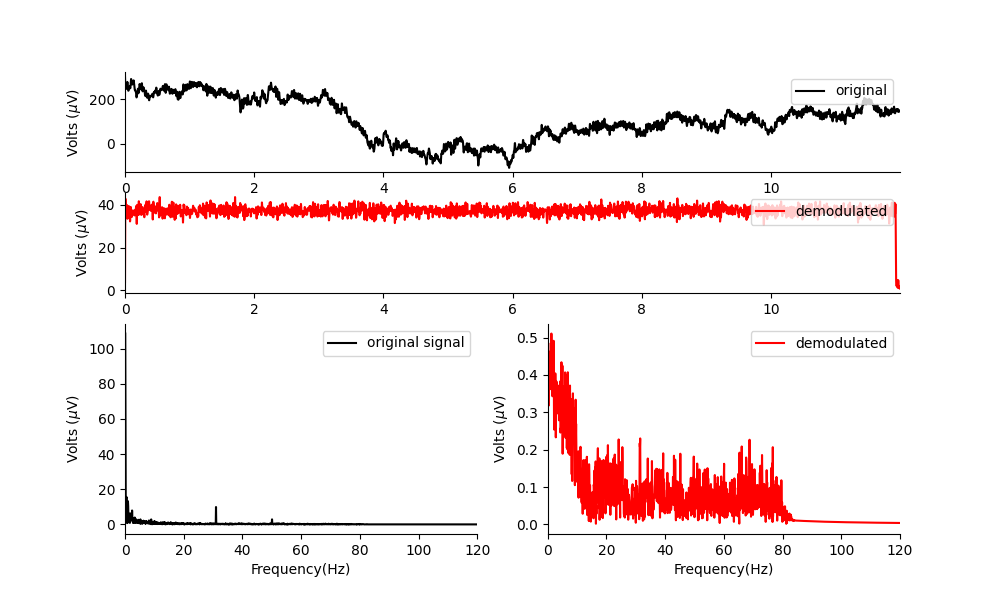 Volts (μV)
200
0
original
0 2 4 6 8 10
Volts (μV)
40
20
0
demodulated
0 2 4 6 8 10
Volts (μV)
100
80
60
40
20
0
original signal
0 20 40 60 80 100 120
Frequency(Hz)
Volts (μV)
0.5
0.4
0.3
0.2
0.1
0.0
demodulated
0 20 40 60 80 100 120
Frequency(Hz)